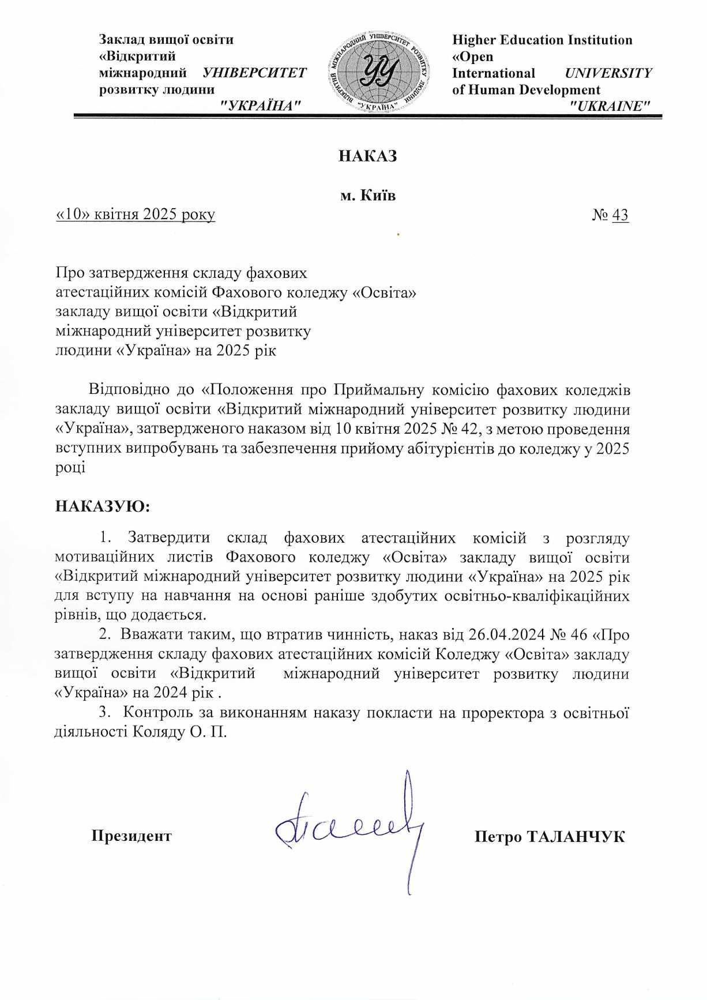 Заклад вищої освіти
«Відкритий
міжнародний УНІВЕРСИТЕТ
розвитку людини
"УКРАЇНА"
ВІДКРИТИЙ МІЖНАРОДНИЙ УНІВЕРСИТЕТ РОЗВИТКУ ЛЮДИНИ
"УКРАЇНА"
Higher Education Institution
«Open
International UNIVERSITY
of Human Development
"UKRAINE"
НАКАЗ
м. Київ
«10» квітня 2025 року № 43
Про затвердження складу фахових
атестаційних комісій Фахового коледжу «Освіта»
закладу вищої освіти «Відкритий
міжнародний університет розвитку
людини «Україна» на 2025 рік
Відповідно до «Положення про Приймальну комісію фахових коледжів
закладу вищої освіти «Відкритий міжнародний університет розвитку людини
«Україна», затвердженого наказом від 10 квітня 2025 № 42, з метою проведення
вступних випробувань та забезпечення прийому абітурієнтів до коледжу у 2025
році
НАКАЗУЮ:
1. Затвердити склад фахових атестаційних комісій з розгляду
мотиваційних листів Фахового коледжу «Освіта» закладу вищої освіти
«Відкритий міжнародний університет розвитку людини «Україна» на 2025 рік
для вступу на навчання на основі раніше здобутих освітньо-кваліфікаційних
рівнів, що додається.
2. Вважати таким, що втратив чинність, наказ від 26.04.2024 № 46 «Про
затвердження складу фахових атестаційних комісій Коледжу «Освіта» закладу
вищої освіти «Відкритий міжнародний університет розвитку людини
«Україна» на 2024 рік .
3. Контроль за виконанням наказу покласти на проректора з освітньої
діяльності Коляду О. П.
Президент Петро ТАЛАНЧУК